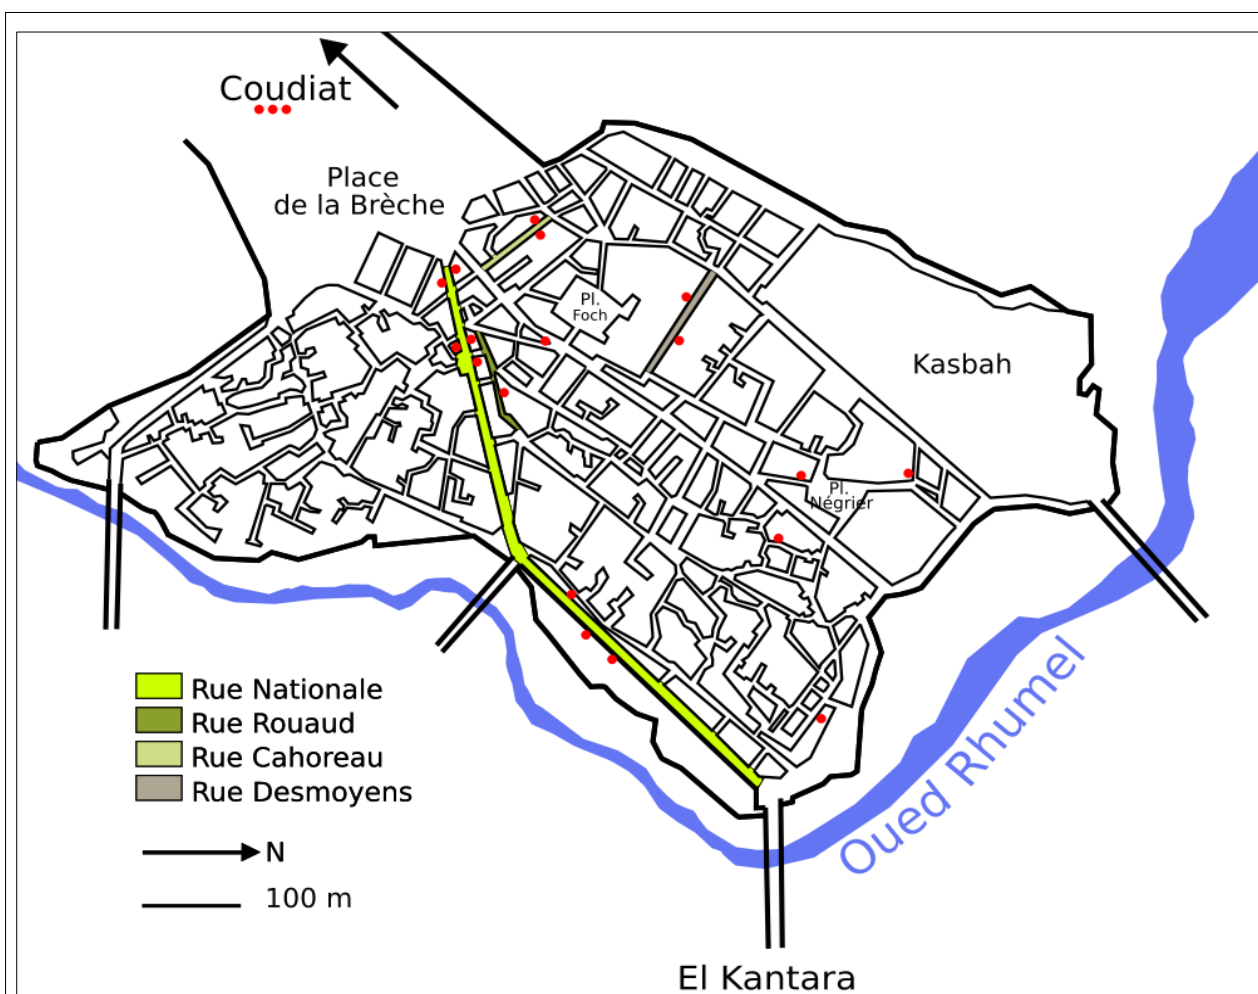 Coudiat
Place
de la Brèche
Pl.
Foch
Kasbah
Pl.
Négrier
Rue Nationale
Rue Rouaud
Rue Cahoreau
Rue Desmoyens
N
100 m
Oued Rhumel
El Kantara